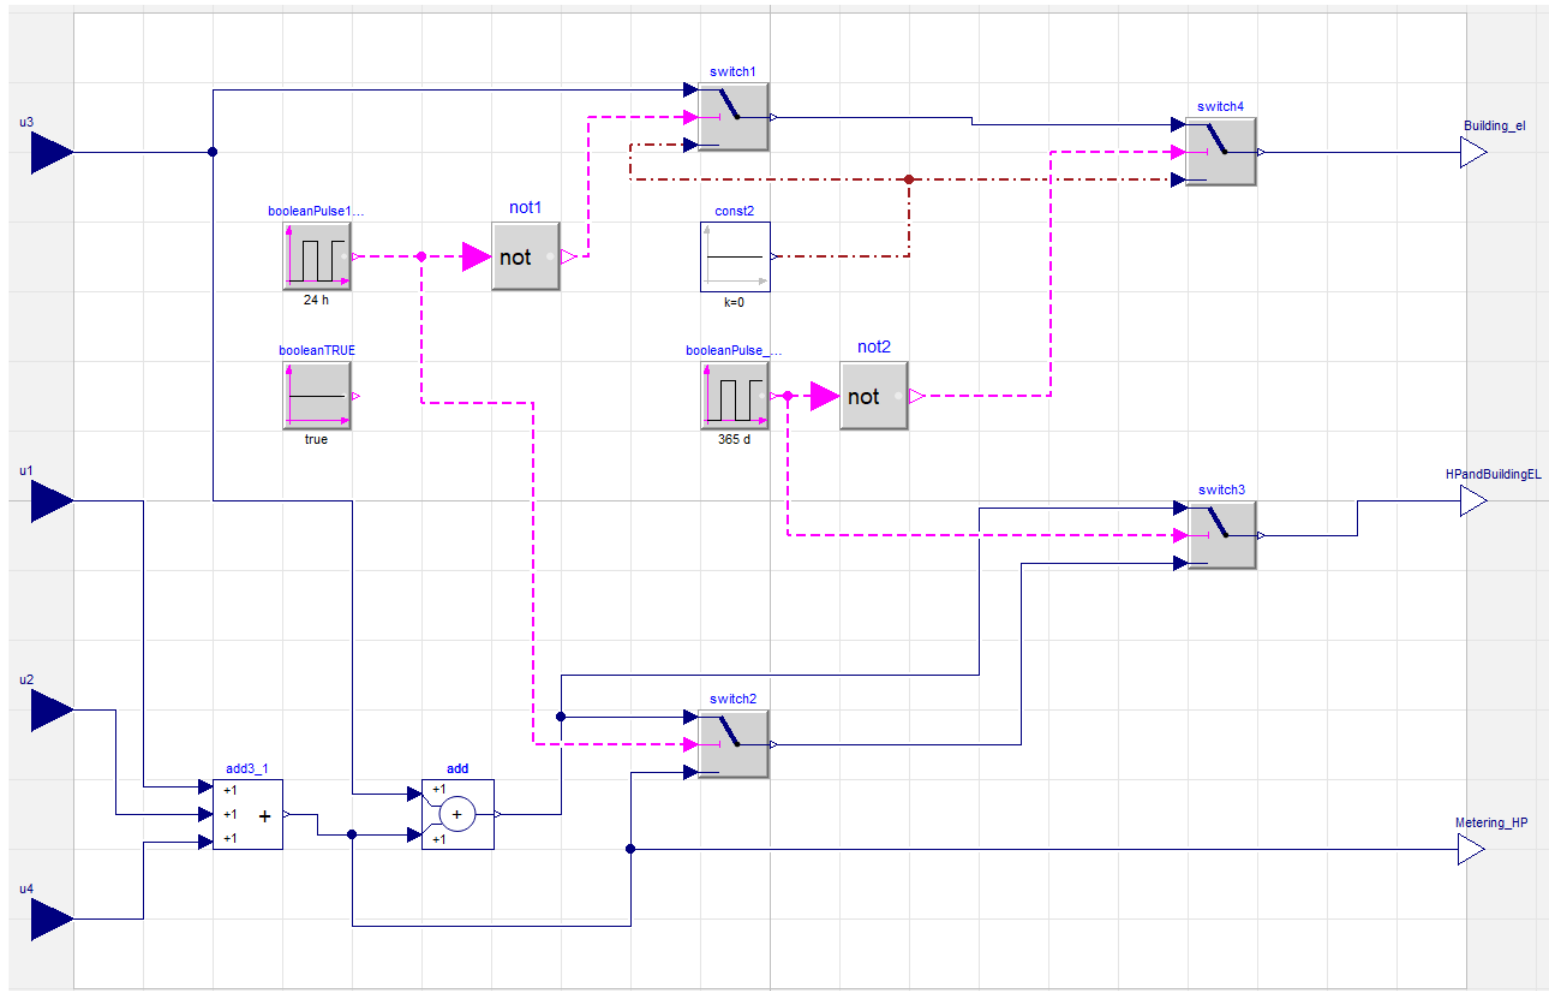 switch1
switch4
u3
Building_el
booleanPulse1...
not1
const2
not
24 h
k=0
booleanTRUE
booleanPulse_...
not2
not
true
365 d
u1
HPandBuildingEL
switch3
u2
switch2
add3_1
add
+1
+1
+1
+
+
+1
+1
Metering_HP
u4